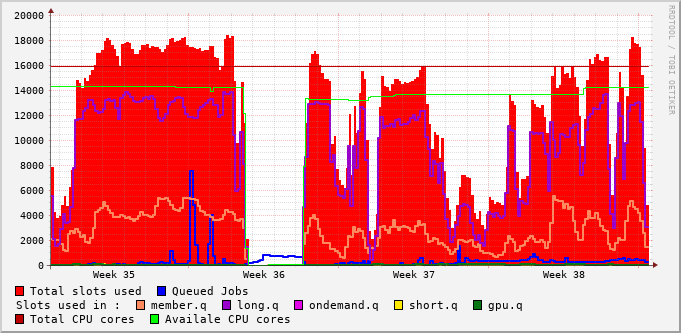 20000
18000
16000
14000
12000
10000
8000
6000
4000
2000
0
Week 35 Week 36 Week 37 Week 38
RRDTOOL / TOBI OETIKER
Total slots used Queued Jobs
Slots used in : member.q long.q ondemand.q short.q gpu.q
Total CPU cores Availale CPU cores